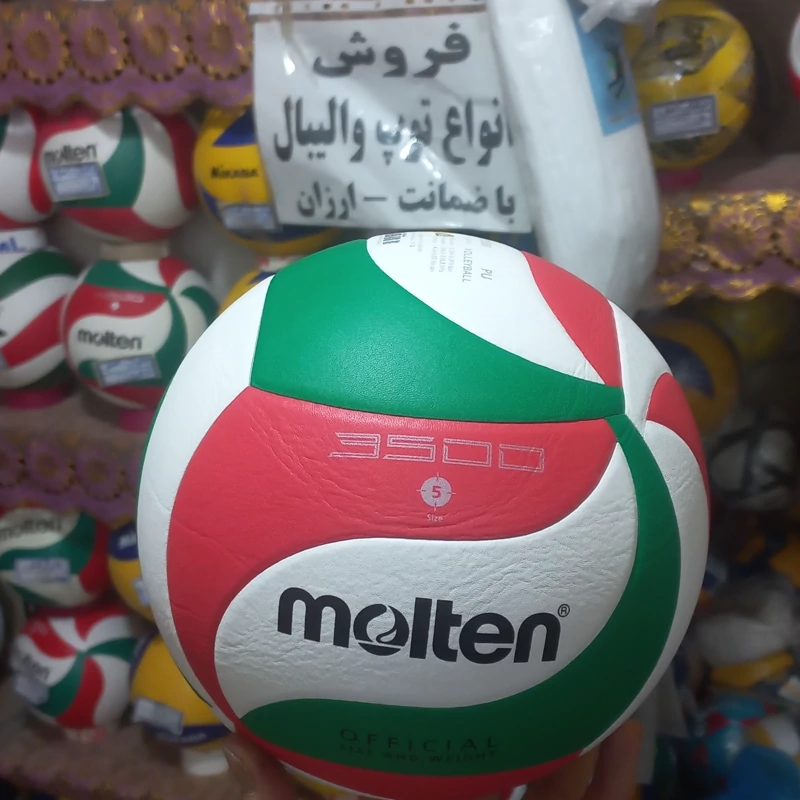 فروش
انواع توپ والیبال
با ضمانت - ارزان
molten
MIKASA
molten
molten
PU
VOLLEYBALL
3500
5
Size
molten®
OFFICIAL
SIZE AND WEIGHT